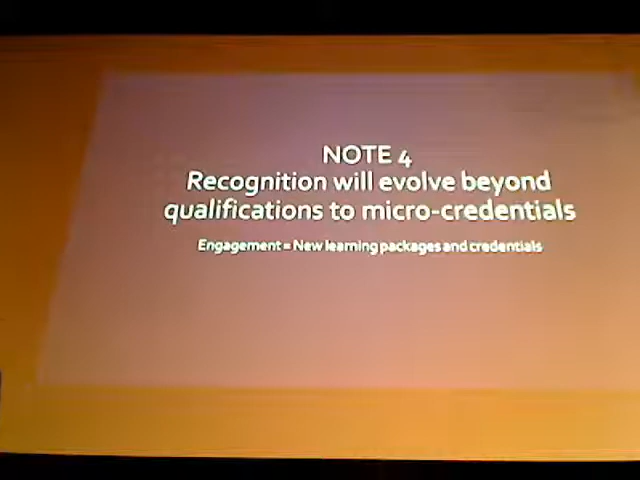 NOTE 4
Recognition will evolve beyond
qualifications to micro-credentials
Engagement = New learning packages and credentials